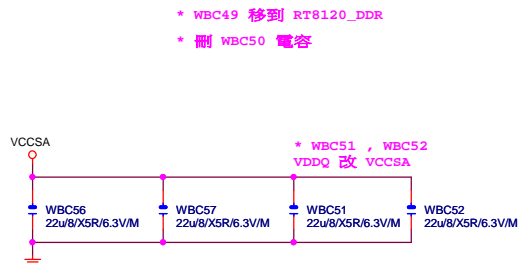 * WBC49 移到 RT8120_DDR
* 刪 WBC50 電容
VCCSA
* WBC51 , WBC52
VDDQ 改 VCCSA
WBC56
22u/8/X5R/6.3V/M
WBC57
22u/8/X5R/6.3V/M
WBC51
22u/8/X5R/6.3V/M
WBC52
22u/8/X5R/6.3V/M